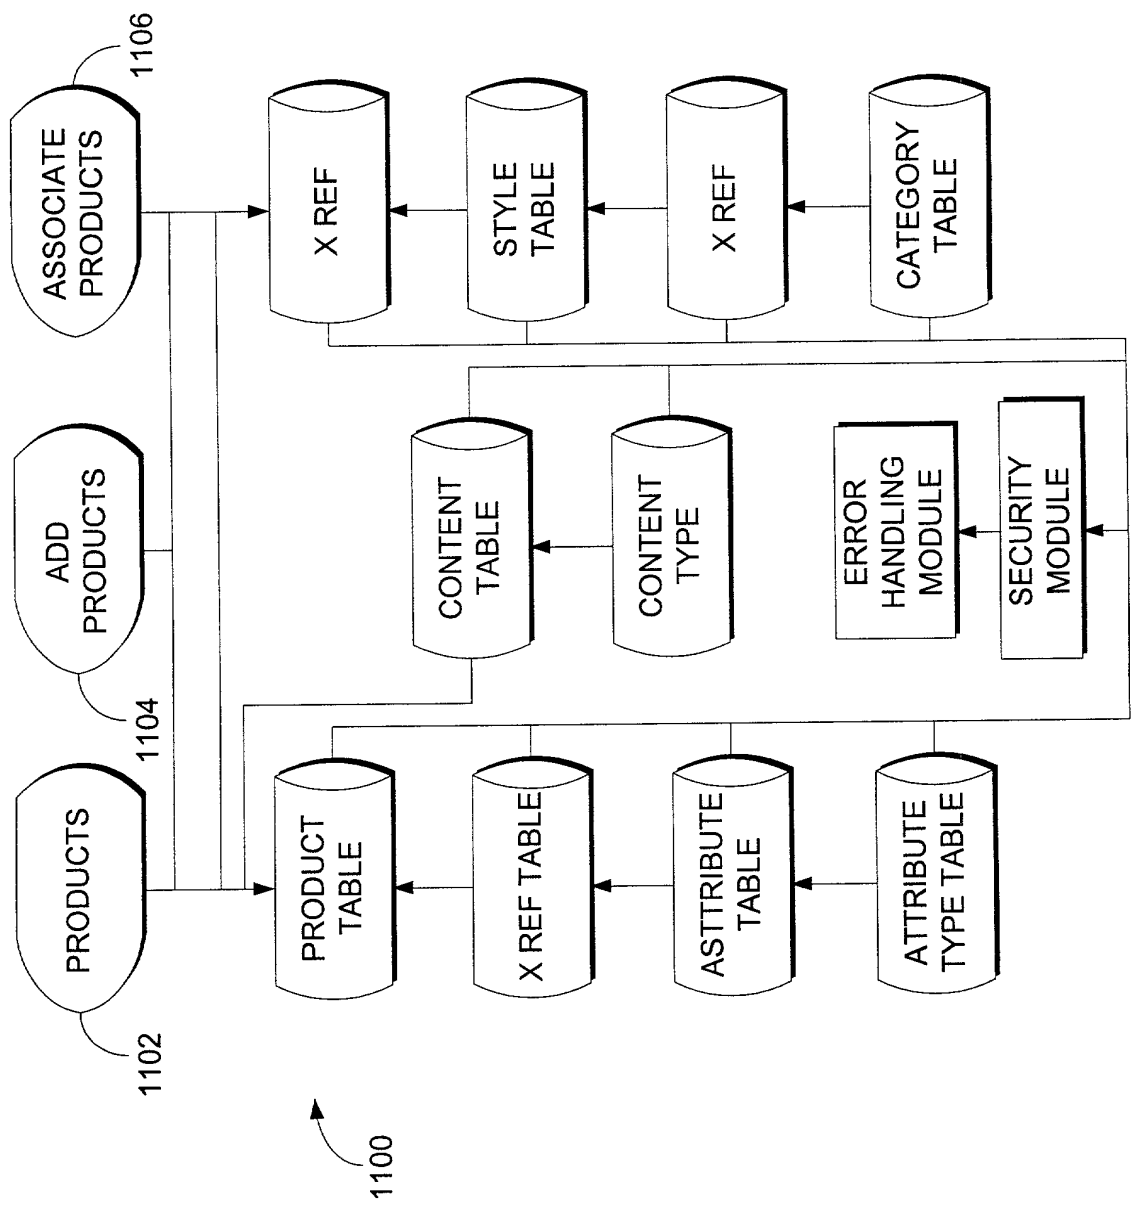 PRODUCTS
1102
ADD
PRODUCTS
1104
ASSOCIATE
PRODUCTS
1106
1100
PRODUCT
TABLE
X REF TABLE
ASTTRIBUTE
TABLE
ATTRIBUTE
TYPE TABLE
CONTENT
TABLE
CONTENT
TYPE
ERROR
HANDLING
MODULE
SECURITY
MODULE
X REF
STYLE
TABLE
X REF
CATEGORY
TABLE